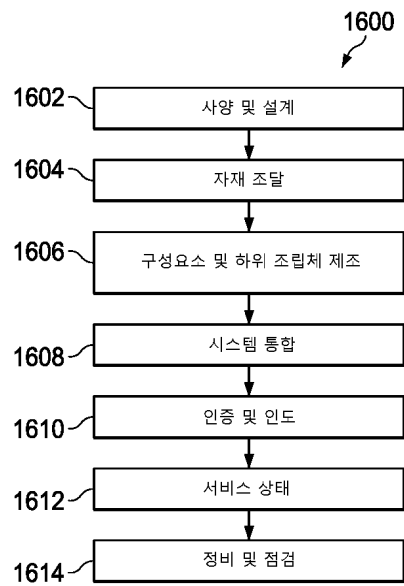 1600
1602
사양 및 설계
1604
자재 조달
1606
구성요소 및 하위 조립체 제조
1608
시스템 통합
1610
인증 및 인도
1612
서비스 상태
1614
정비 및 점검